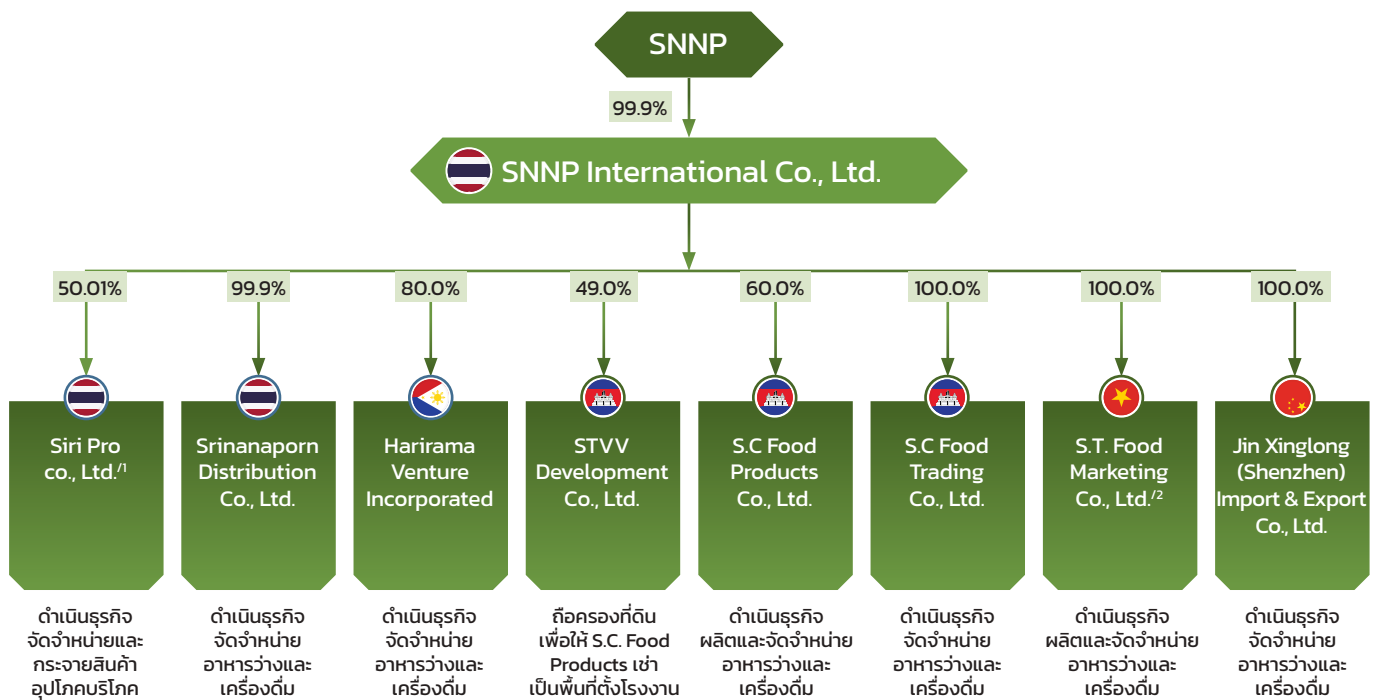 SNNP
99.9%
SNNP International Co., Ltd.
50.01%
99.9%
80.0%
49.0%
60.0%
100.0%
100.0%
100.0%
Siri Pro
co., Ltd./1
Srinanaporn
Distribution
Co., Ltd.
Harirama
Venture
Incorporated
STVV
Development
Co., Ltd.
S.C Food
Products
Co., Ltd.
S.C Food
Trading
Co., Ltd.
S.T. Food
Marketing
Co., Ltd./2
Jin Xinglong
(Shenzhen)
Import & Export
Co., Ltd.
ดำเนินธุรกิจ
จัดจำหน่ายและ
กระจายสินค้า
อุปโภคบริโภค
ดำเนินธุรกิจ
จัดจำหน่าย
อาหารว่างและ
เครื่องดื่ม
ดำเนินธุรกิจ
จัดจำหน่าย
อาหารว่างและ
เครื่องดื่ม
ถือครองที่ดิน
เพื่อให้ S.C. Food
Products เช่า
เป็นพื้นที่ตั้งโรงงาน
ดำเนินธุรกิจ
ผลิตและจัดจำหน่าย
อาหารว่างและ
เครื่องดื่ม
ดำเนินธุรกิจ
จัดจำหน่าย
อาหารว่างและ
เครื่องดื่ม
ดำเนินธุรกิจ
ผลิตและจัดจำหน่าย
อาหารว่างและ
เครื่องดื่ม
ดำเนินธุรกิจ
จัดจำหน่าย
อาหารว่างและ
เครื่องดื่ม